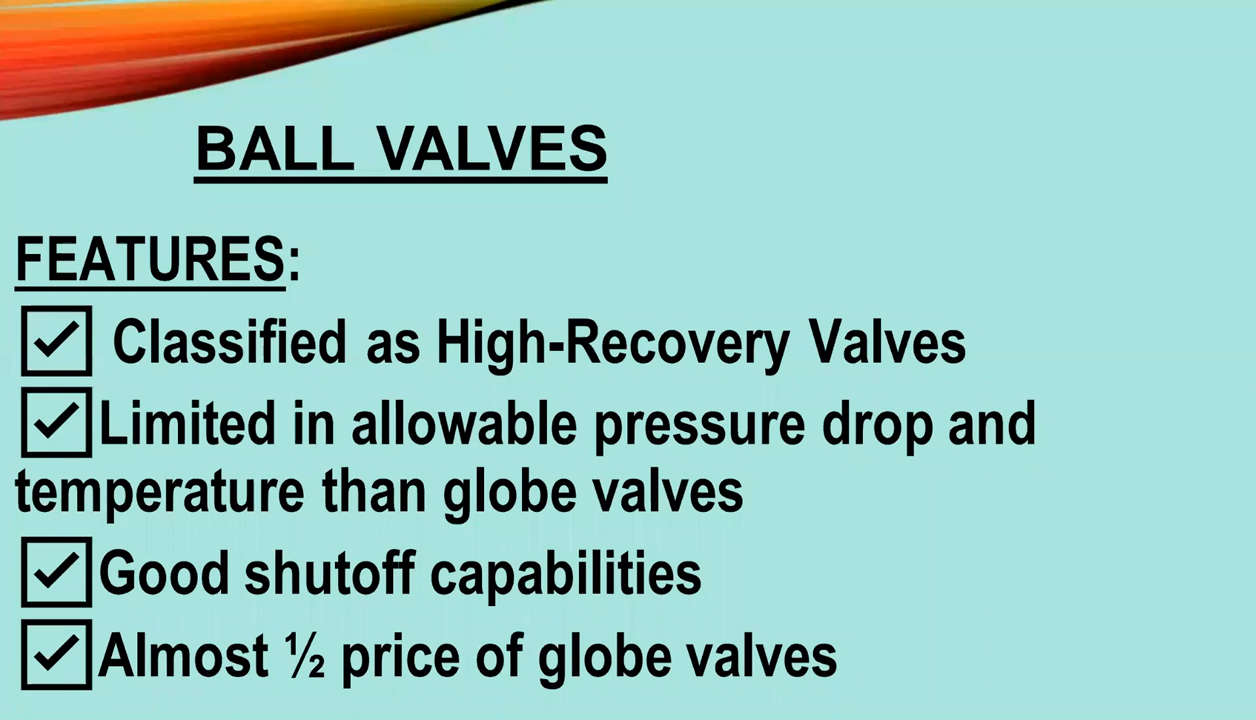 BALL VALVES
FEATURES:
☑ Classified as High-Recovery Valves
☑Limited in allowable pressure drop and
temperature than globe valves
☑Good shutoff capabilities
☑Almost ½ price of globe valves